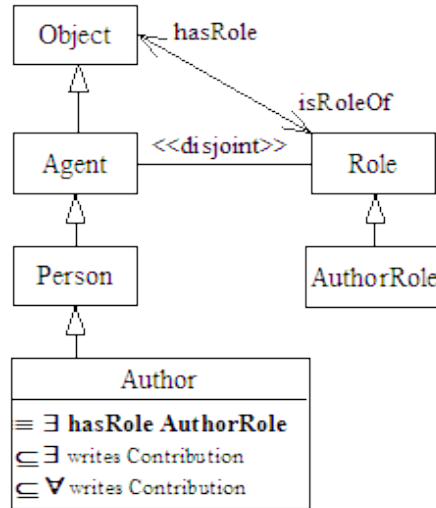 Object
hasRole
isRoleOf
Agent
<<disjoint>>
Role
Person
AuthorRole
Author
≡ ∃ hasRole AuthorRole
⊆ ∃ writes Contribution
⊆ ∀ writes Contribution